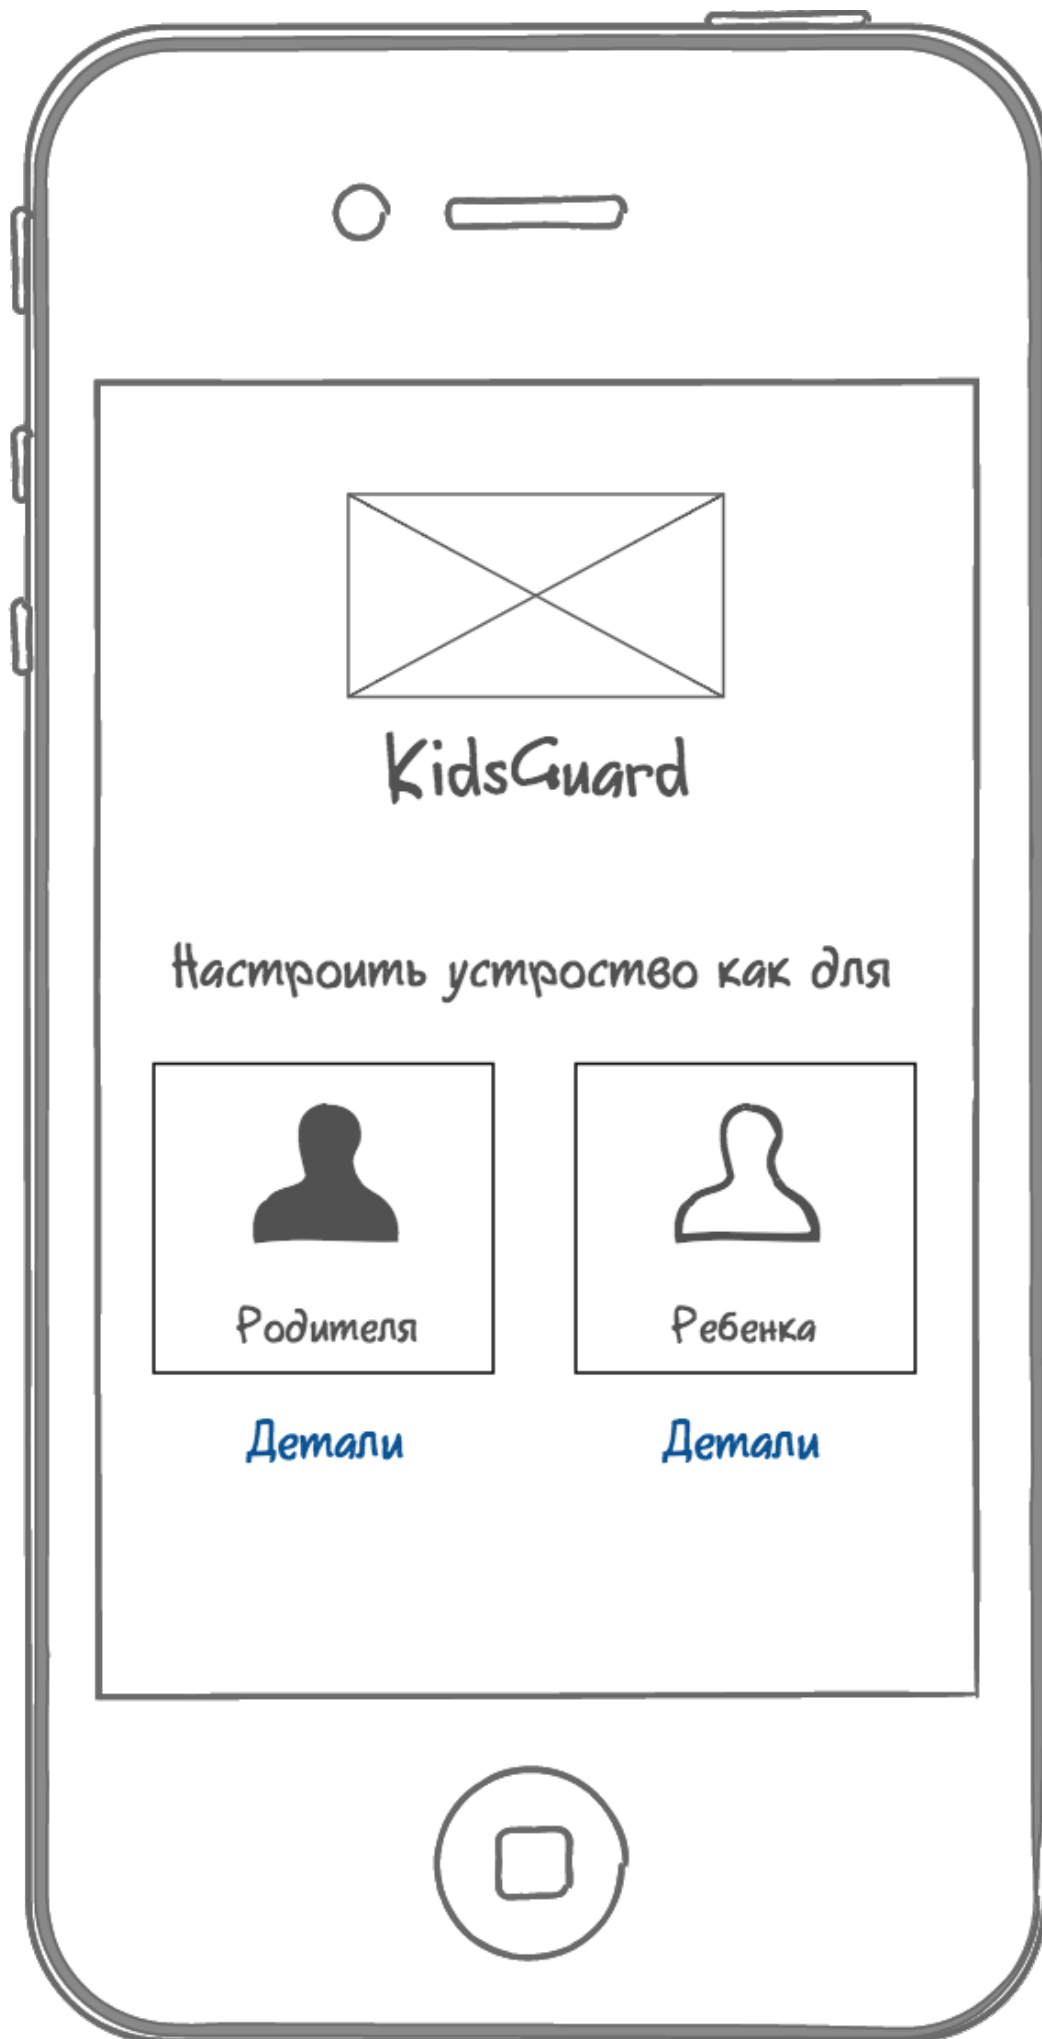 KidsGuard
Настроить устроство как для
Родителя Ребенка
Детали Детали